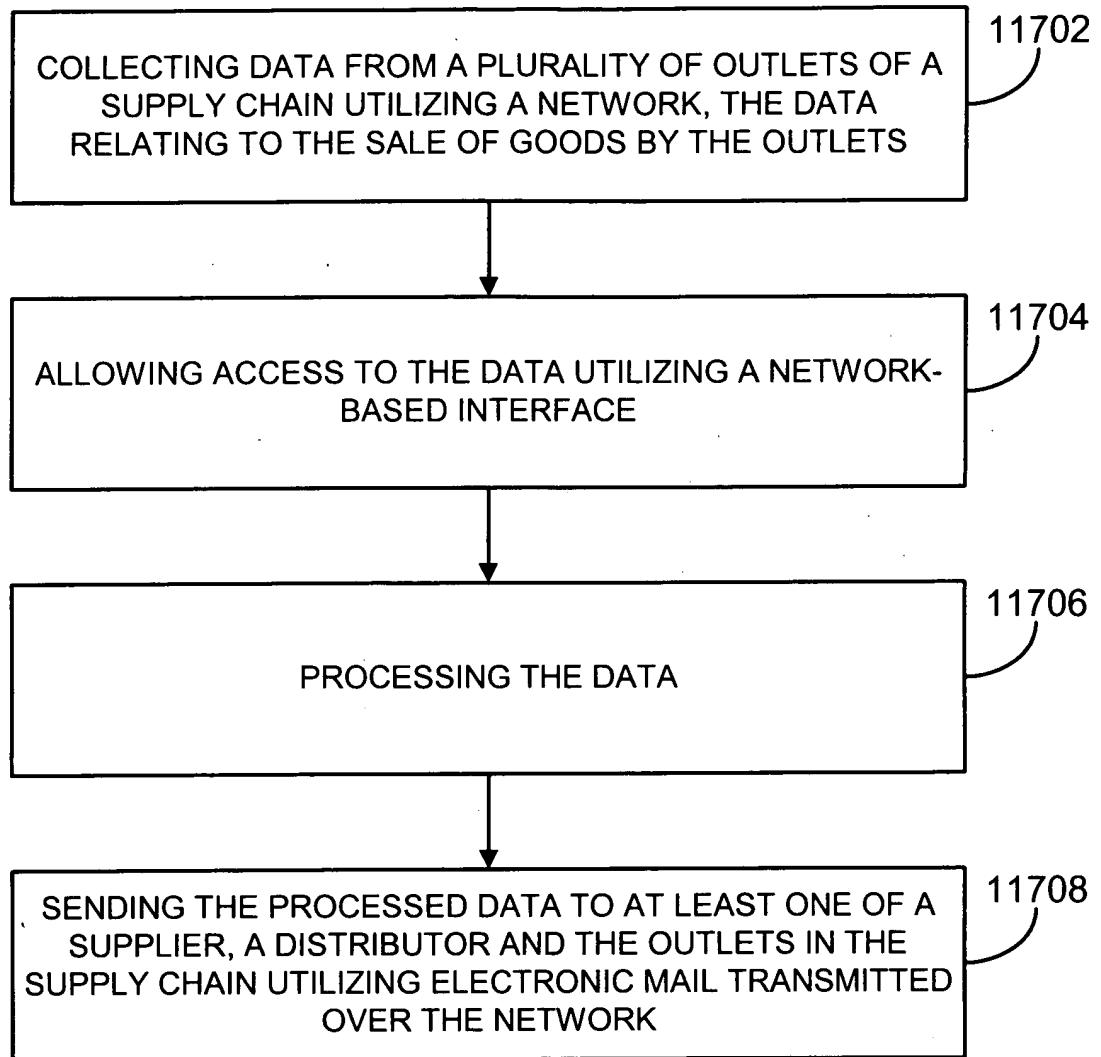 11702
COLLECTING DATA FROM A PLURALITY OF OUTLETS OF A
SUPPLY CHAIN UTILIZING A NETWORK, THE DATA
RELATING TO THE SALE OF GOODS BY THE OUTLETS
11704
ALLOWING ACCESS TO THE DATA UTILIZING A NETWORK-
BASED INTERFACE
11706
PROCESSING THE DATA
11708
SENDING THE PROCESSED DATA TO AT LEAST ONE OF A
SUPPLIER, A DISTRIBUTOR AND THE OUTLETS IN THE
SUPPLY CHAIN UTILIZING ELECTRONIC MAIL TRANSMITTED
OVER THE NETWORK